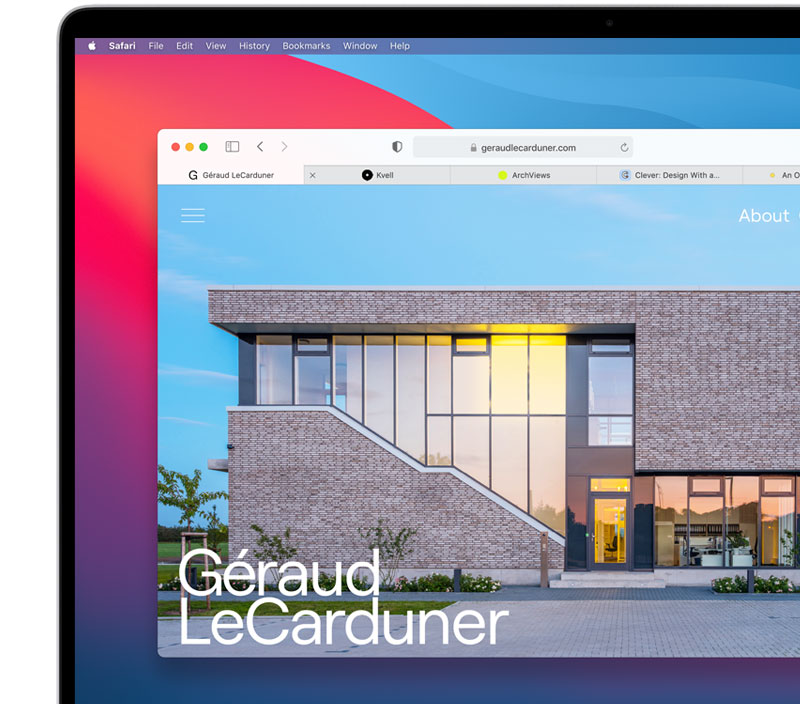 Safari File Edit View History Bookmarks Window Help
geraudlecarduner.com
G Géraud LeCarduner Kvell ArchViews Clever: Design With a... An O
About
Géraud
LeCarduner